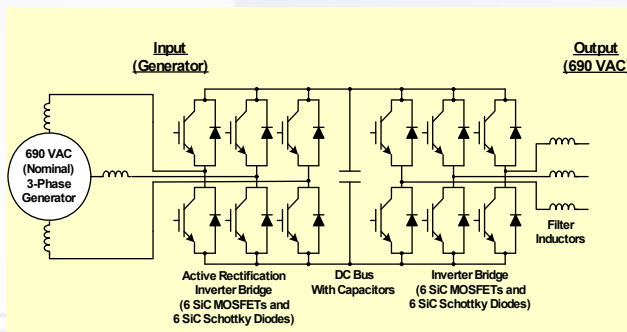 Input
(Generator)
Output
(690 VAC)
690 VAC
(Nominal)
3-Phase
Generator
Filter
Inductors
Active Rectification
Inverter Bridge
(6 SiC MOSFETs and
6 SiC Schottky Diodes)
DC Bus
With Capacitors
Inverter Bridge
(6 SiC MOSFETs and
6 SiC Schottky Diodes)